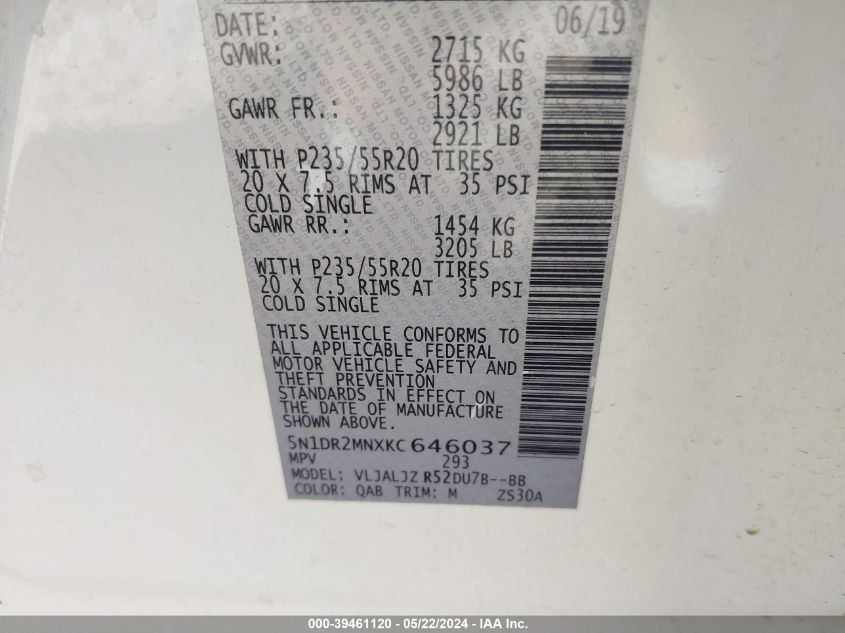 DATE: 06/19
GVWR: 2715 KG
5986 LB
GAWR FR.: 1325 KG
2921 LB
WITH P235/55R20 TIRES
20 X 7.5 RIMS AT 35 PSI
COLD SINGLE
GAWR RR.: 1454 KG
3205 LB
WITH P235/55R20 TIRES
20 X 7.5 RIMS AT 35 PSI
COLD SINGLE
THIS VEHICLE CONFORMS TO
ALL APPLICABLE FEDERAL
MOTOR VEHICLE SAFETY AND
THEFT PREVENTION
STANDARDS IN EFFECT ON
THE DATE OF MANUFACTURE
SHOWN ABOVE.
5N1DR2MNXKC646037
MPV 293
MODEL: VLJALJZ R52DU7B--BB
COLOR: QAB TRIM: M ZS30A
000-39461120 - 05/22/2024 - IAA Inc.